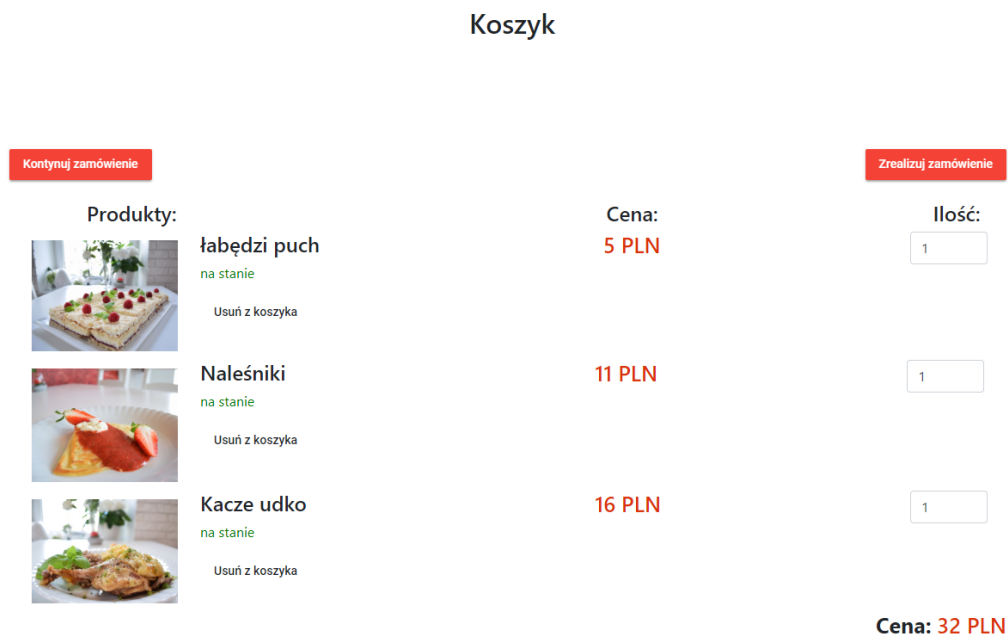 Koszyk
Kontynuj zamówienie
Zrealizuj zamówienie
Produkty:
Cena:
Ilość:
łabędzi puch
5 PLN
1
na stanie
Usuń z koszyka
Naleśniki
11 PLN
1
na stanie
Usuń z koszyka
Kacze udko
16 PLN
1
na stanie
Usuń z koszyka
Cena: 32 PLN